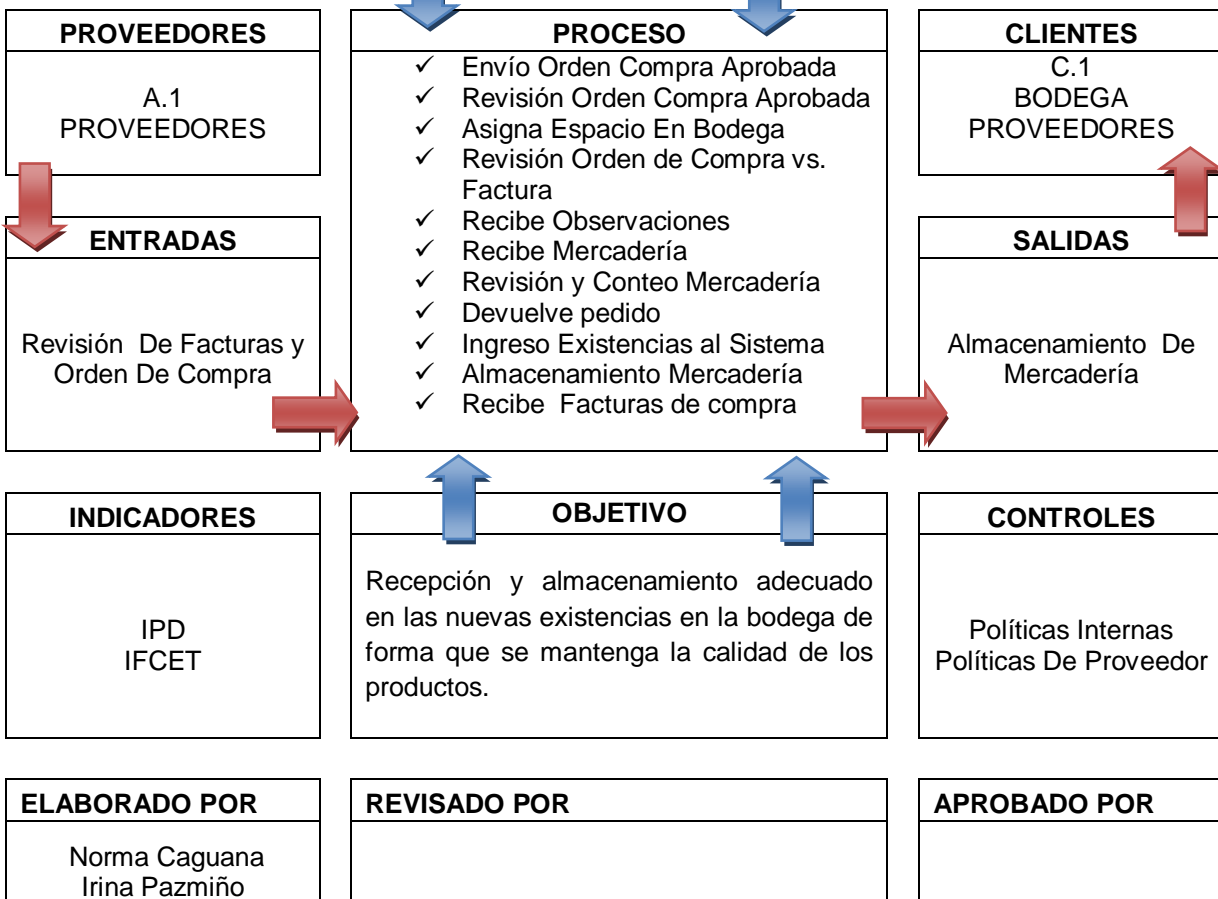 PROVEEDORES
A.1
PROVEEDORES
ENTRADAS
Revisión De Facturas y
Orden De Compra
PROCESO
Envío Orden Compra Aprobada
Revisión Orden Compra Aprobada
Asigna Espacio En Bodega
Revisión Orden de Compra vs.
Factura
Recibe Observaciones
Recibe Mercadería
Revisión y Conteo Mercadería
Devuelve pedido
Ingreso Existencias al Sistema
Almacenamiento Mercadería
Recibe Facturas de compra
CLIENTES
C.1
BODEGA
PROVEEDORES
SALIDAS
Almacenamiento De
Mercadería
INDICADORES
IPD
IFCET
OBJETIVO
Recepción y almacenamiento adecuado
en las nuevas existencias en la bodega de
forma que se mantenga la calidad de los
productos.
CONTROLES
Políticas Internas
Políticas De Proveedor
ELABORADO POR
Norma Caguana
Irina Pazmiño
REVISADO POR
APROBADO POR